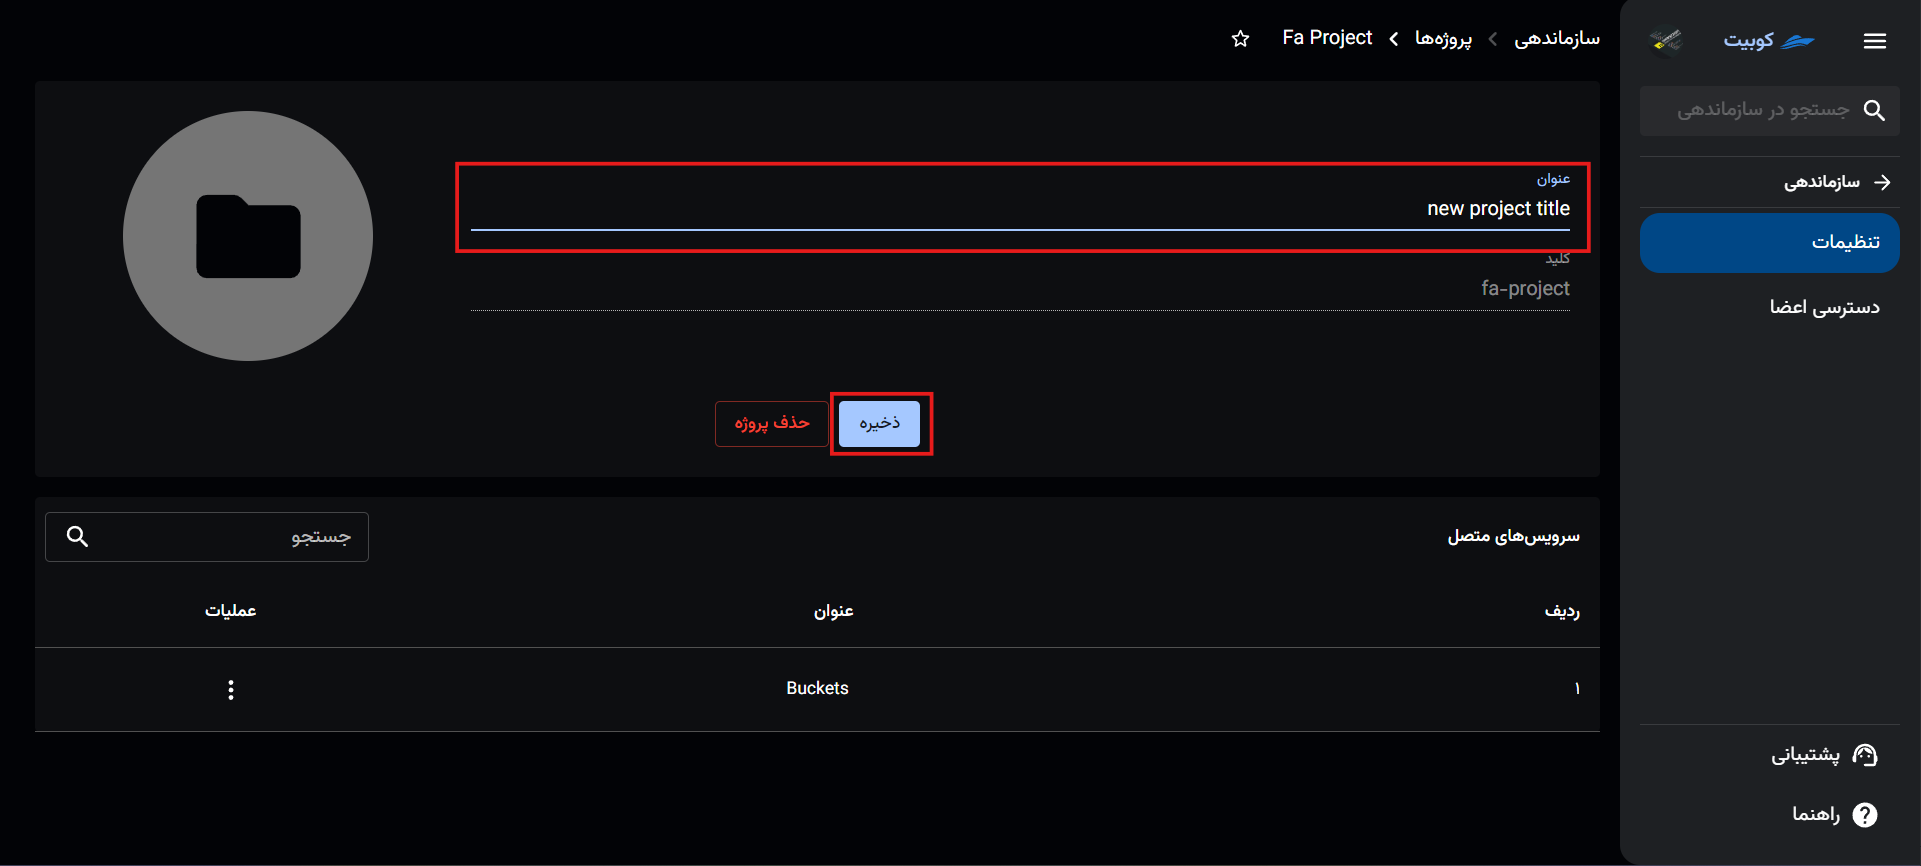 کوبیت
جستجو در سازماندهی
سازماندهی
تنظیمات
دسترسی اعضا
پشتیبانی
راهنما
سازماندهی پروژه‌ها Fa Project
عنوان
new project title
کلید
fa-project
ذخیره
حذف پروژه
سرویس‌های متصل
جستجو
ردیف عنوان عملیات
۱ Buckets